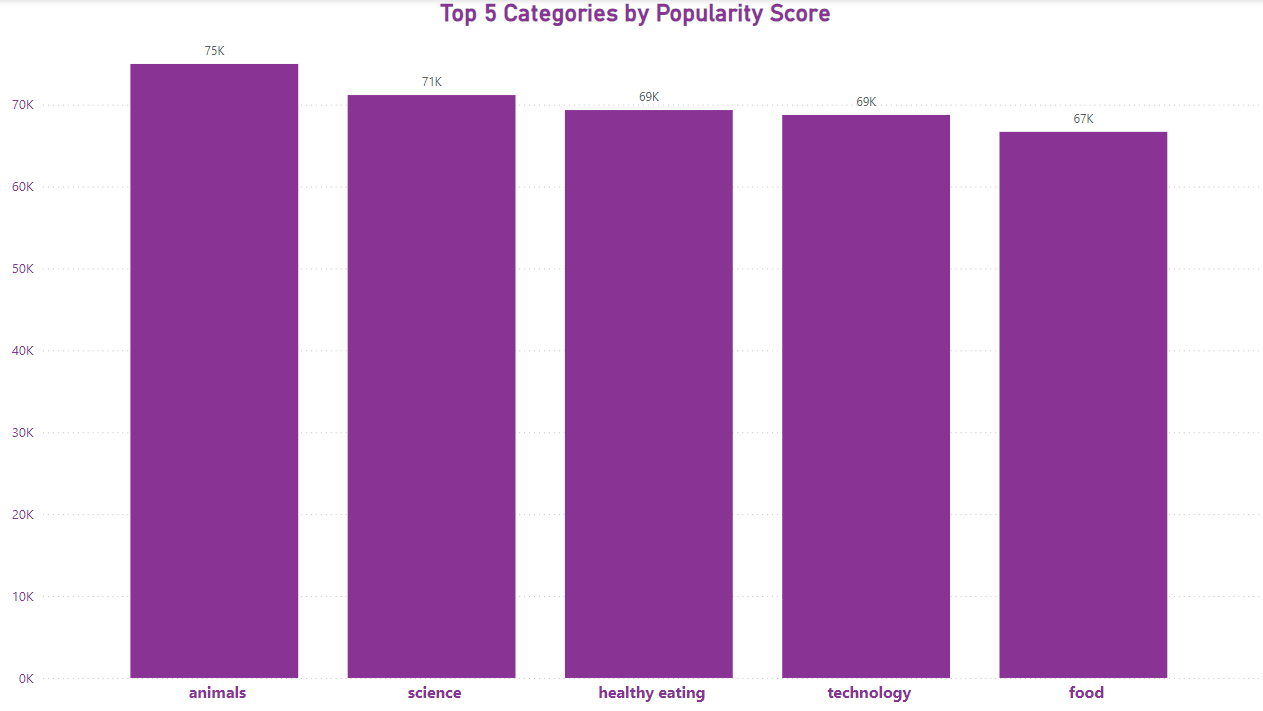 Top 5 Categories by Popularity Score
75K
71K
69K
69K
67K
70K
60K
50K
40K
30K
20K
10K
0K
animals
science
healthy eating
technology
food